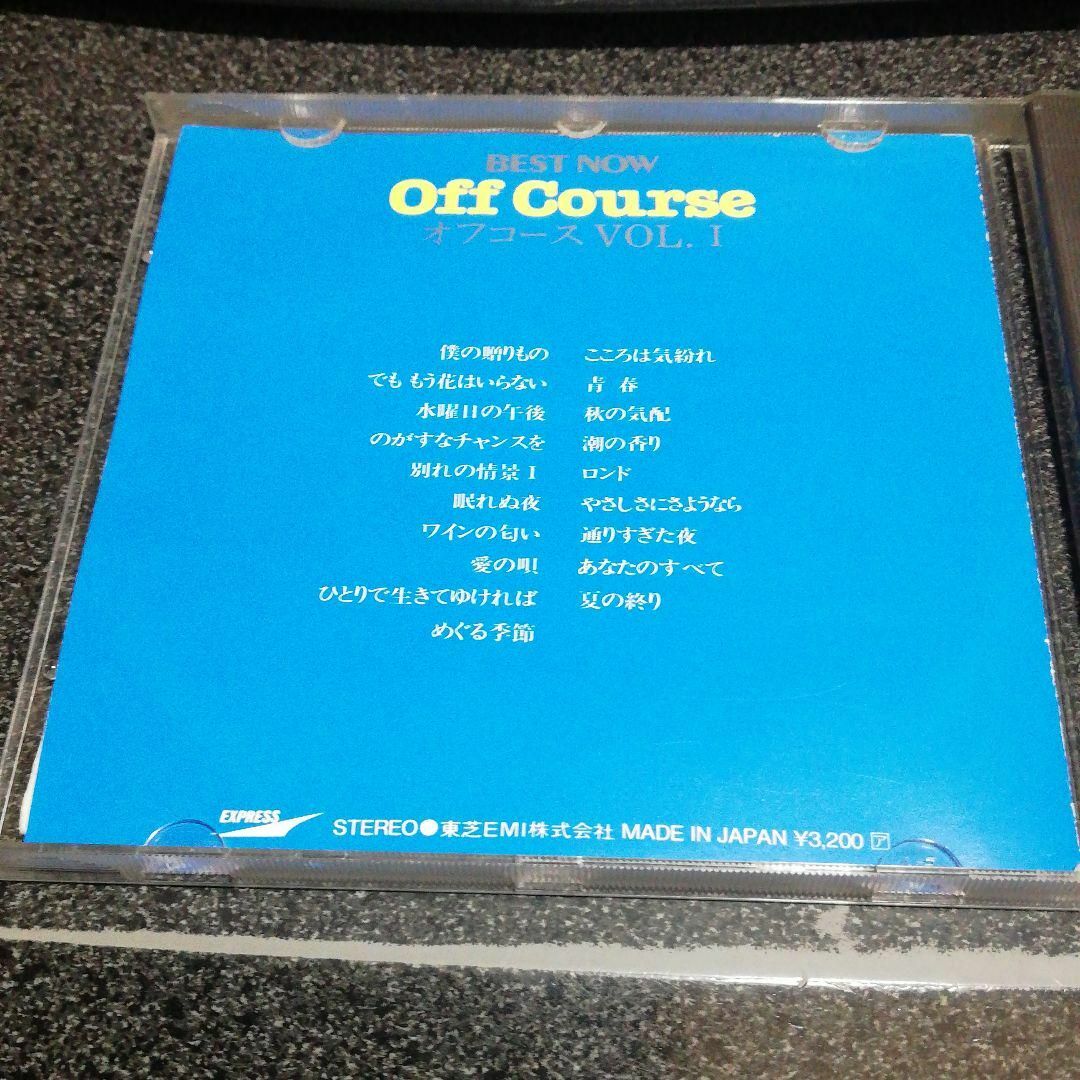 BEST NOW
Off Course
オフコース VOL. I
僕の贈りもの
でも もう花はいらない
水曜日の午後
のがすなチャンスを
別れの情景 I
眠れぬ夜
ワインの匂い
愛の唄
ひとりで生きてゆければ
めぐる季節
こころは気紛れ
青春
秋の気配
潮の香り
ロンド
やさしさにさようなら
通りすぎた夜
あなたのすべて
夏の終り
EXPRESS
STEREO●東芝EMI株式会社 MADE IN JAPAN ¥3,200 ア